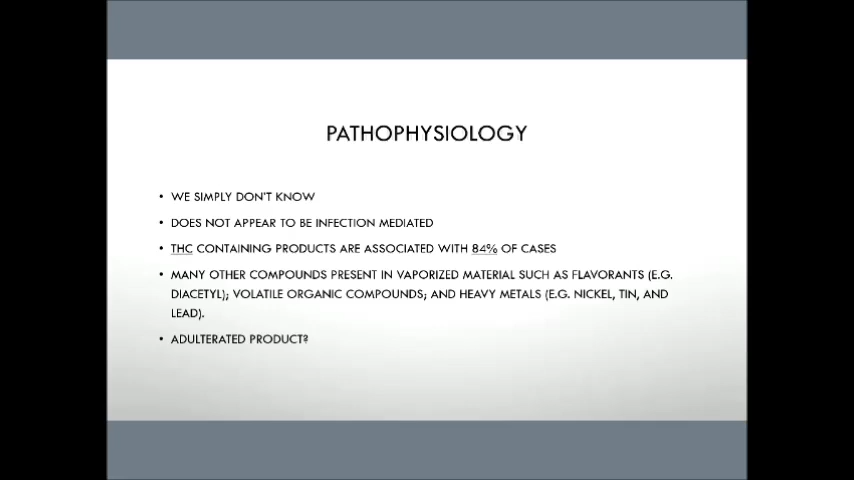 PATHOPHYSIOLOGY
• WE SIMPLY DON'T KNOW
• DOES NOT APPEAR TO BE INFECTION MEDIATED
• THC CONTAINING PRODUCTS ARE ASSOCIATED WITH 84% OF CASES
• MANY OTHER COMPOUNDS PRESENT IN VAPORIZED MATERIAL SUCH AS FLAVORANTS (E.G.
DIACETYL); VOLATILE ORGANIC COMPOUNDS; AND HEAVY METALS (E.G. NICKEL, TIN, AND
LEAD).
• ADULTERATED PRODUCT?